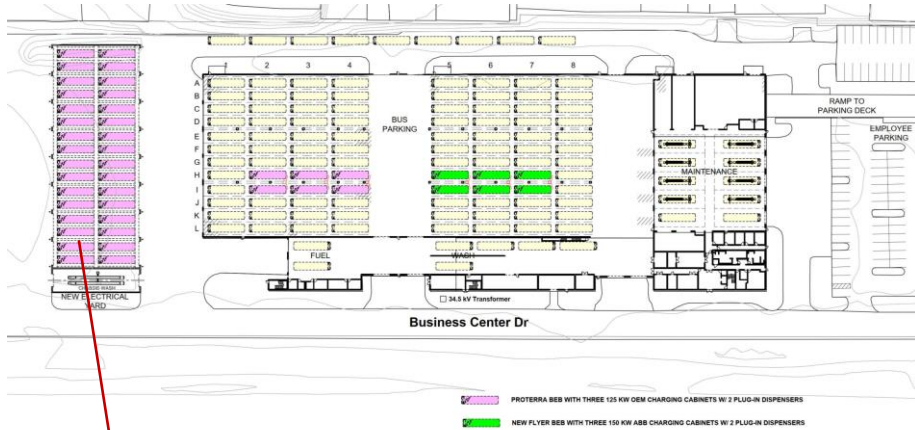 1 2 3 4 5 6 7 8
A
B
C
D
E
F
G
H
I
J
K
L
BUS
PARKING
RAMP TO
PARKING DECK
EMPLOYEE
PARKING
MAINTENANCE
FUEL
WASH
CHASSIS WASH
NEW ELECTRICAL
YARD
34.5 kV Transformer
Business Center Dr
PROTERRA BEB WITH THREE 125 KW OEM CHARGING CABINETS W/ 2 PLUG-IN DISPENSERS
NEW FLYER BEB WITH THREE 150 KW ABB CHARGING CABINETS W/ 2 PLUG-IN DISPENSERS